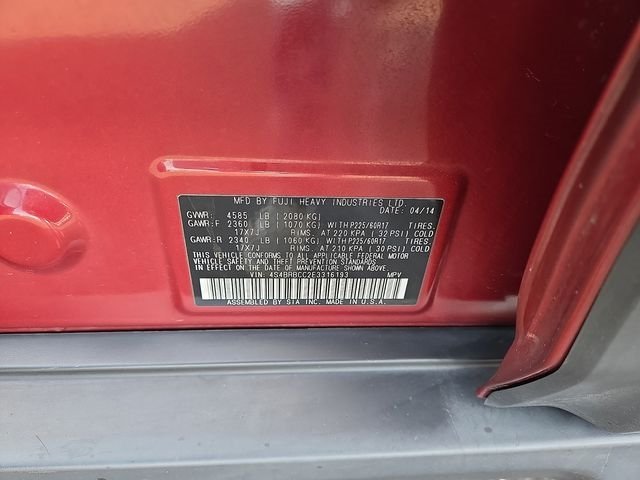 MFD BY FUJI HEAVY INDUSTRIES LTD.
DATE: 04/14
GVWR: 4585 LB (2080 KG)
GAWR:F 2360 LB (1070 KG) WITH P225/60R17 TIRES.
17X7J RIMS. AT 220 KPA (32 PSI) COLD
GAWR:R 2340 LB (1060 KG) WITH P225/60R17 TIRES.
17X7J RIMS. AT 210 KPA (30 PSI) COLD
THIS VEHICLE CONFORMS TO ALL APPLICABLE FEDERAL MOTOR
VEHICLE SAFETY AND THEFT PREVENTION STANDARDS IN
EFFECT ON THE DATE OF MANUFACTURE SHOWN ABOVE.
VIN: 4S4BRBCC2E3316193 MPV
ASSEMBLED BY SIA INC. MADE IN U.S.A.